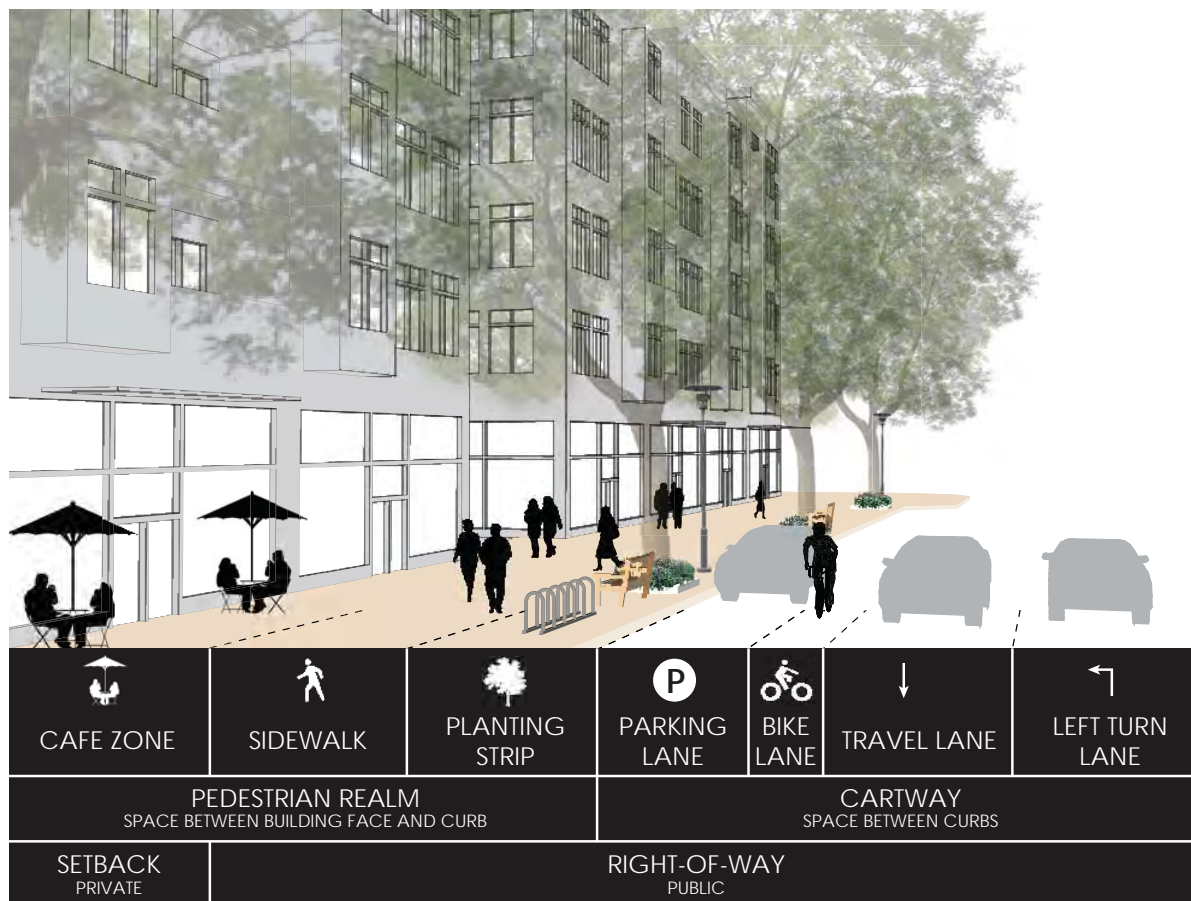 CAFE ZONE
SIDEWALK
PLANTING
STRIP
P
PARKING
LANE
BIKE
LANE
TRAVEL LANE
LEFT TURN
LANE
PEDESTRIAN REALM
SPACE BETWEEN BUILDING FACE AND CURB
CARTWAY
SPACE BETWEEN CURBS
SETBACK
PRIVATE
RIGHT-OF-WAY
PUBLIC